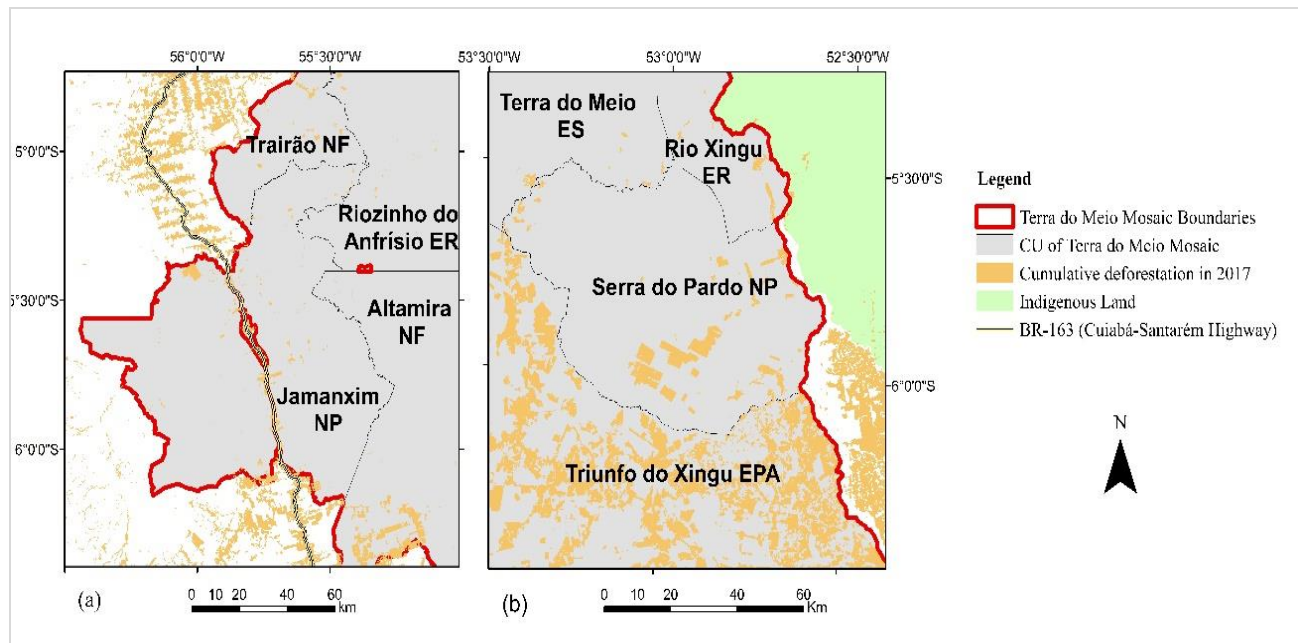 56°0'0"W
55°30'0"W
5°0'0"S
5°30'0"S
6°0'0"S
Trairão NF
Riozinho do
Anfrísio ER
Altamira
NF
Jamanxim
NP
(a)
0 10 20 40 60
km
53°30'0"W
53°0'0"W
52°30'0"W
5°30'0"S
6°0'0"S
Terra do Meio
ES
Rio Xingu
ER
Serra do Pardo NP
Triunfo do Xingu EPA
(b)
0 10 20 40 60
Km
Legend
Terra do Meio Mosaic Boundaries
CU of Terra do Meio Mosaic
Cumulative deforestation in 2017
Indigenous Land
BR-163 (Cuiabá-Santarém Highway)
N